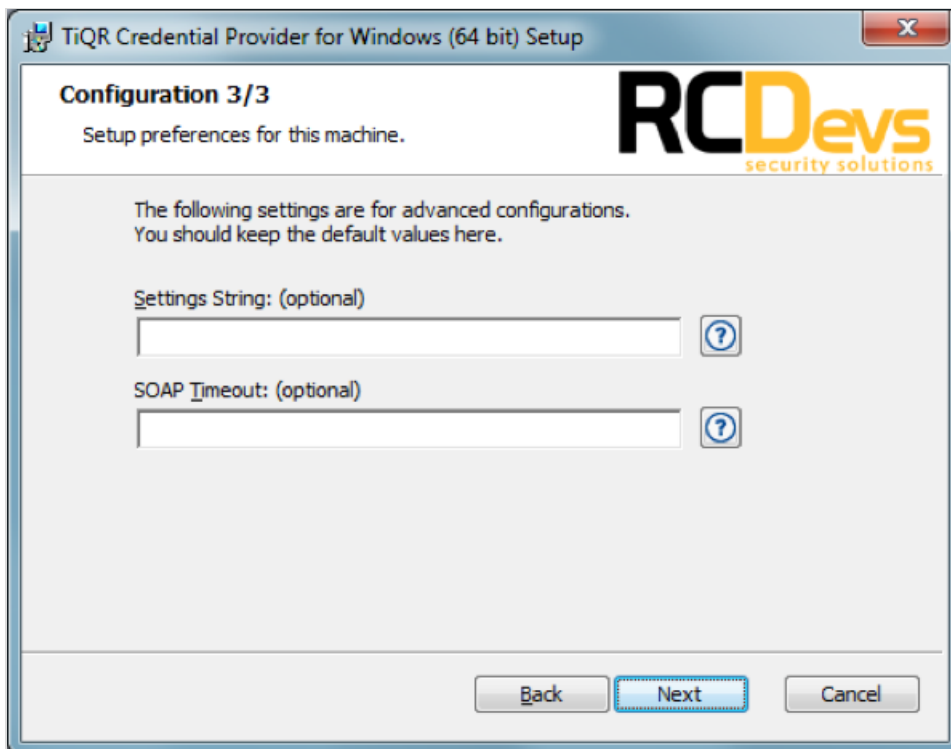 TiQR Credential Provider for Windows (64 bit) Setup
Configuration 3/3
Setup preferences for this machine.
RCDevs
security solutions
The following settings are for advanced configurations.
You should keep the default values here.
Settings String: (optional)
?
SOAP Timeout: (optional)
?
Back Next Cancel